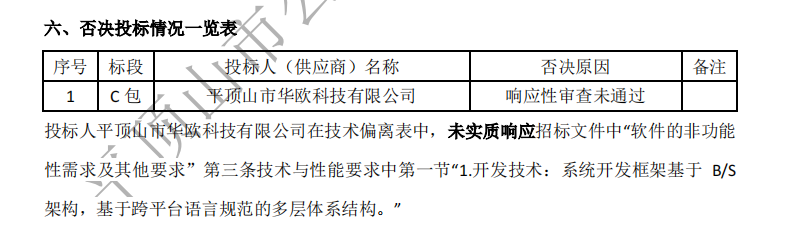 六、否决投标情况一览表
序号 标段 投标人（供应商）名称 否决原因 备注
1 C 包 平顶山市华欧科技有限公司 响应性审查未通过
投标人平顶山市华欧科技有限公司在技术偏离表中，未实质响应招标文件中“软件的非功能
性需求及其他要求”第三条技术与性能要求中第一节“1.开发技术：系统开发框架基于 B/S
架构，基于跨平台语言规范的多层体系结构。”
平顶山市公